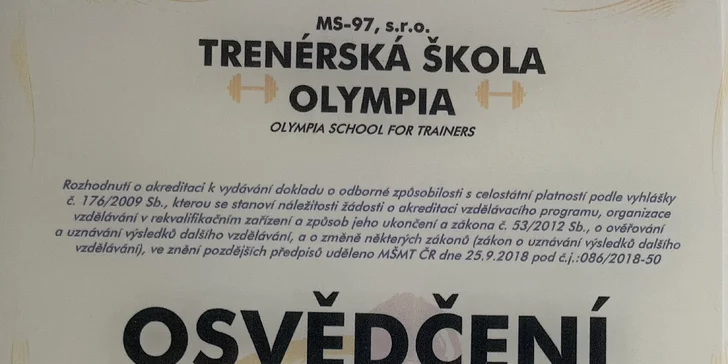 MS-97, s.r.o.
TRENÉRSKÁ ŠKOLA
OLYMPIA
OLYMPIA SCHOOL FOR TRAINERS
Rozhodnutí o akreditaci k vydávání dokladu o odborné způsobilosti s celostátní platností podle vyhlášky
č. 176/2009 Sb., kterou se stanoví náležitosti žádosti o akreditaci vzdělávacího programu, organizace
vzdělávání v rekvalifikačním zařízení a způsob jeho ukončení a zákona č. 53/2012 Sb., o ověřování
a uznávání výsledků dalšího vzdělávání, a o změně některých zákonů (zákon o uznávání výsledků dalšího
vzdělávání), ve znění pozdějších předpisů uděleno MŠMT ČR dne 25.9.2018 pod č.j.:086/2018-50
OSVĚDČENÍ